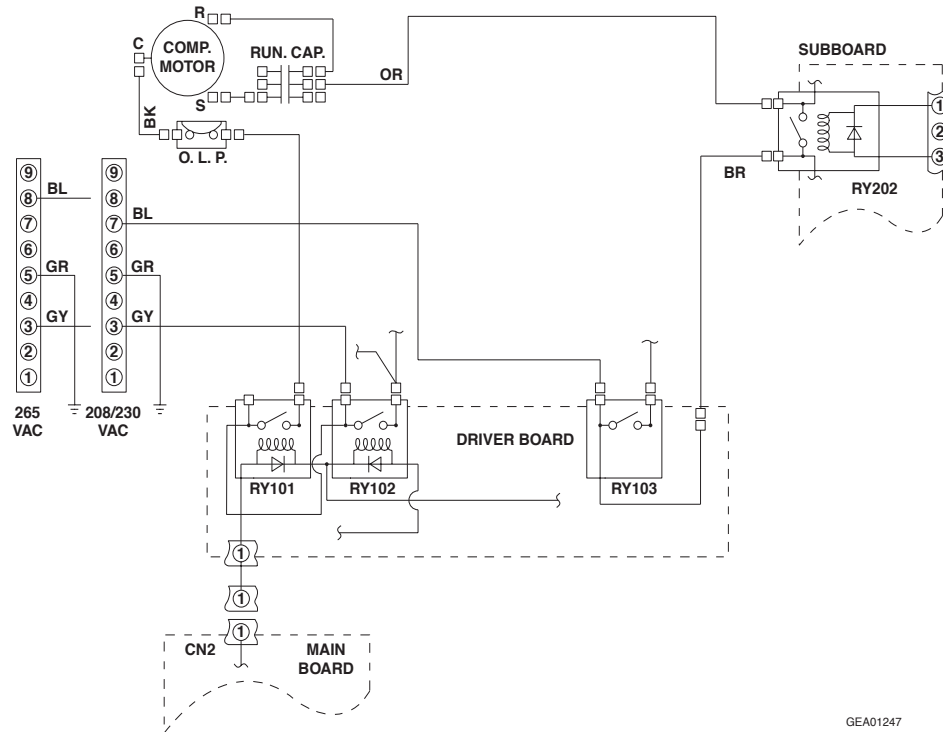 R
C
COMP.
MOTOR
RUN. CAP.
S
OR
BK
O. L. P.
SUBBOARD
1
2
3
RY202
BR
9
8
7
6
5
4
3
2
1
BL
GR
GY
265
VAC
9
8
7
6
5
4
3
2
1
BL
GR
GY
208/230
VAC
DRIVER BOARD
RY101
RY102
RY103
1
1
1
CN2
MAIN
BOARD
GEA01247